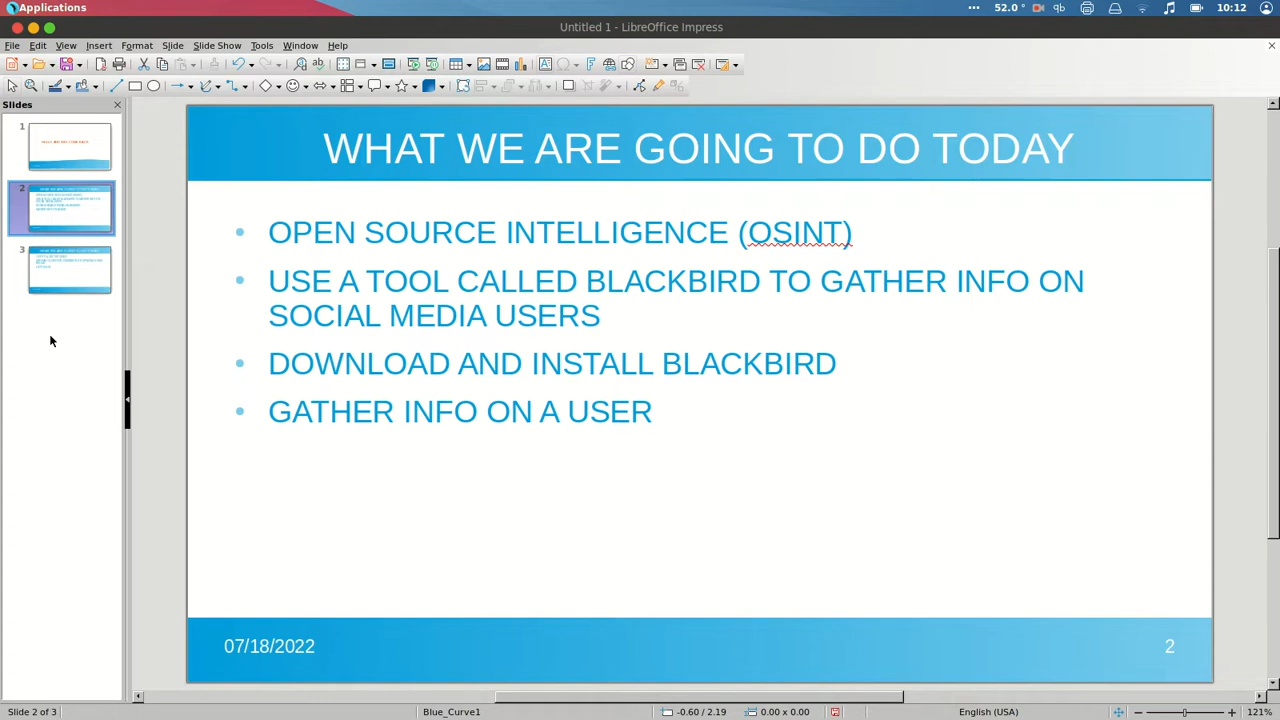 Applications
52.0 °
10:12
Untitled 1 - LibreOffice Impress
File Edit View Insert Format Slide Slide Show Tools Window Help
Slides
1
2
3
WHAT WE ARE GOING TO DO TODAY
• OPEN SOURCE INTELLIGENCE (OSINT)
• USE A TOOL CALLED BLACKBIRD TO GATHER INFO ON
SOCIAL MEDIA USERS
• DOWNLOAD AND INSTALL BLACKBIRD
• GATHER INFO ON A USER
07/18/2022
2
Slide 2 of 3
Blue_Curve1
-0.60 / 2.19
0.00 x 0.00
English (USA)
121%